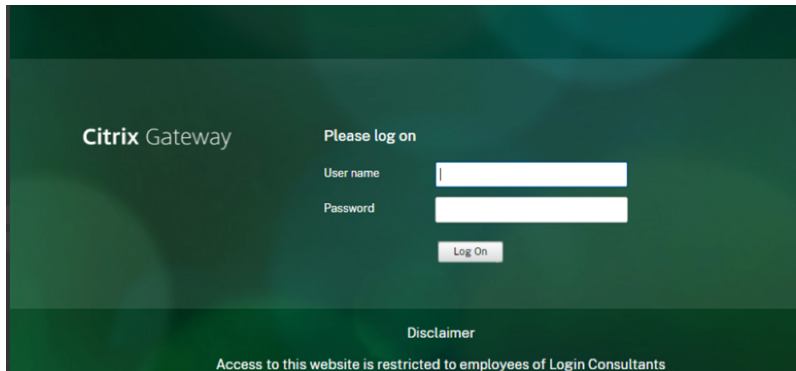 Citrix Gateway
Please log on
User name
Password
Log On
Disclaimer
Access to this website is restricted to employees of Login Consultants